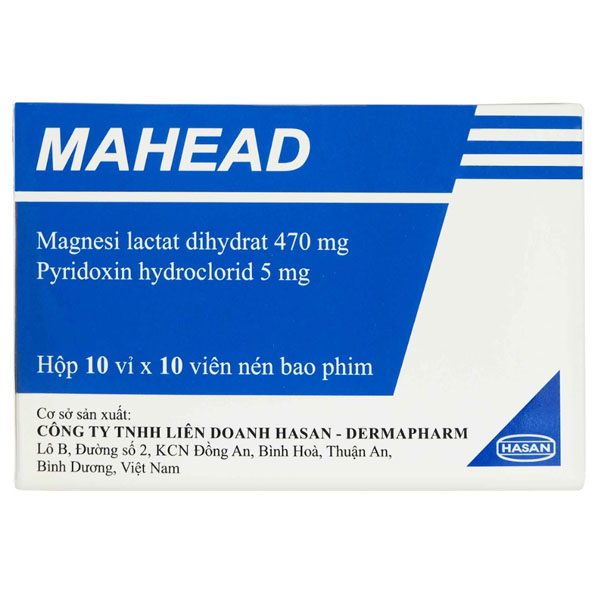 MAHEAD
Magnesi lactat dihydrat 470 mg
Pyridoxin hydroclorid 5 mg
Hộp 10 vỉ x 10 viên nén bao phim
Cơ sở sản xuất:
CÔNG TY TNHH LIÊN DOANH HASAN - DERMAPHARM
Lô B, Đường số 2, KCN Đồng An, Bình Hoà, Thuận An,
Bình Dương, Việt Nam
HASAN